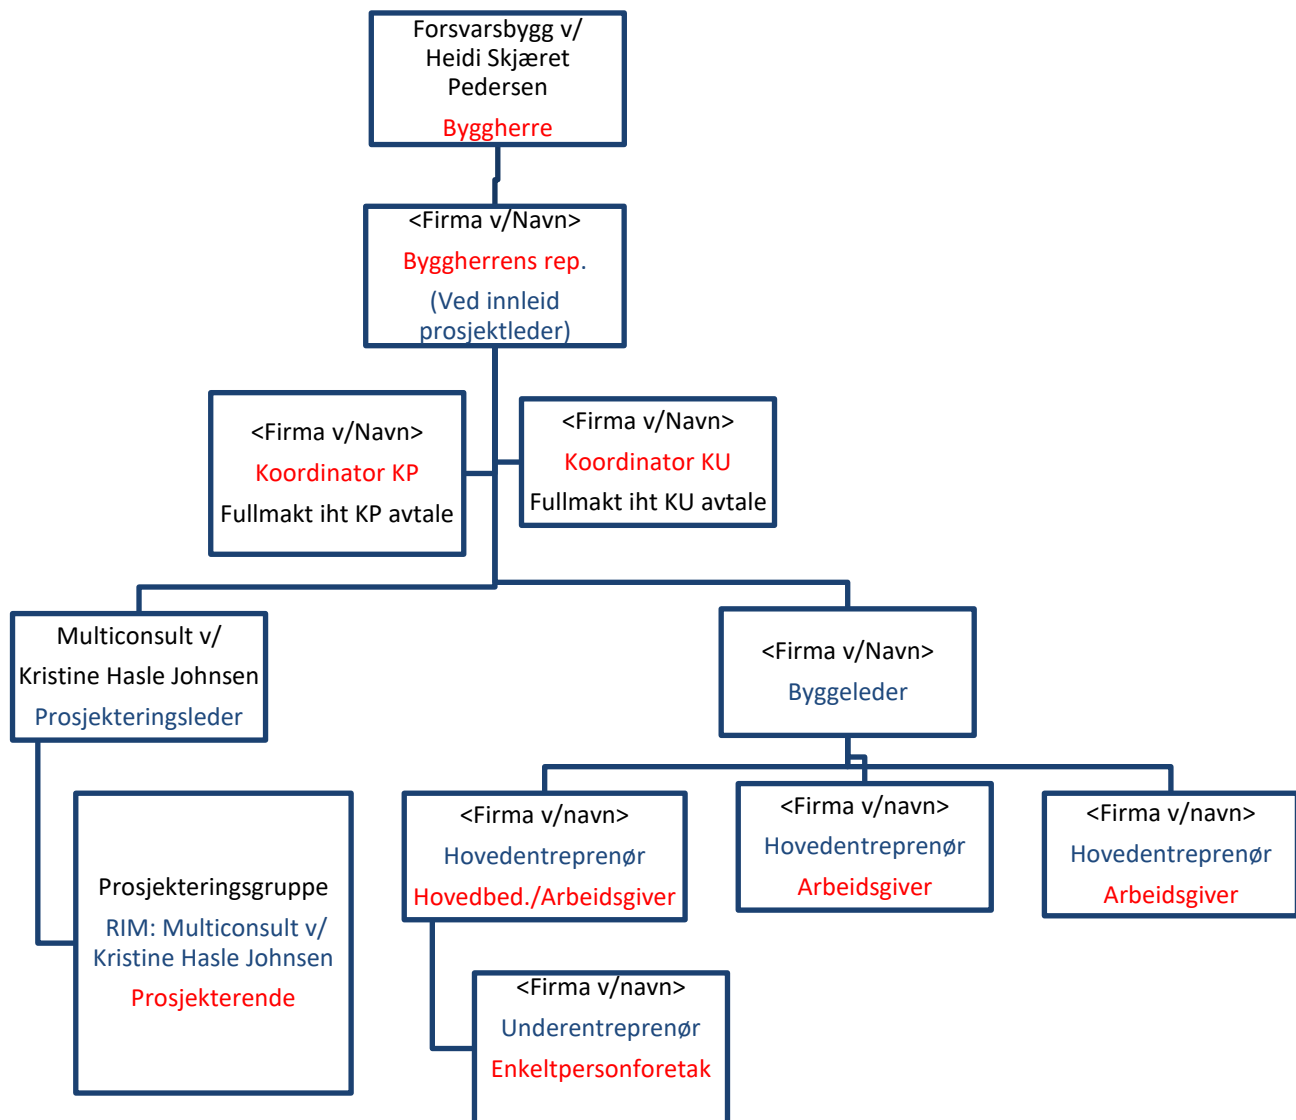 Forsvarsbygg v/
Heidi Skjæret
Pedersen
Byggherre
<Firma v/Navn>
Byggherrens rep.
(Ved innleid
prosjektleder)
<Firma v/Navn>
Koordinator KP
Fullmakt iht KP avtale
<Firma v/Navn>
Koordinator KU
Fullmakt iht KU avtale
Multiconsult v/
Kristine Hasle Johnsen
Prosjekteringsleder
<Firma v/Navn>
Byggeleder
Prosjekteringsgruppe
RIM: Multiconsult v/
Kristine Hasle Johnsen
Prosjekterende
<Firma v/navn>
Hovedentreprenør
Hovedbed./Arbeidsgiver
<Firma v/navn>
Hovedentreprenør
Arbeidsgiver
<Firma v/navn>
Hovedentreprenør
Arbeidsgiver
<Firma v/navn>
Underentreprenør
Enkeltpersonforetak